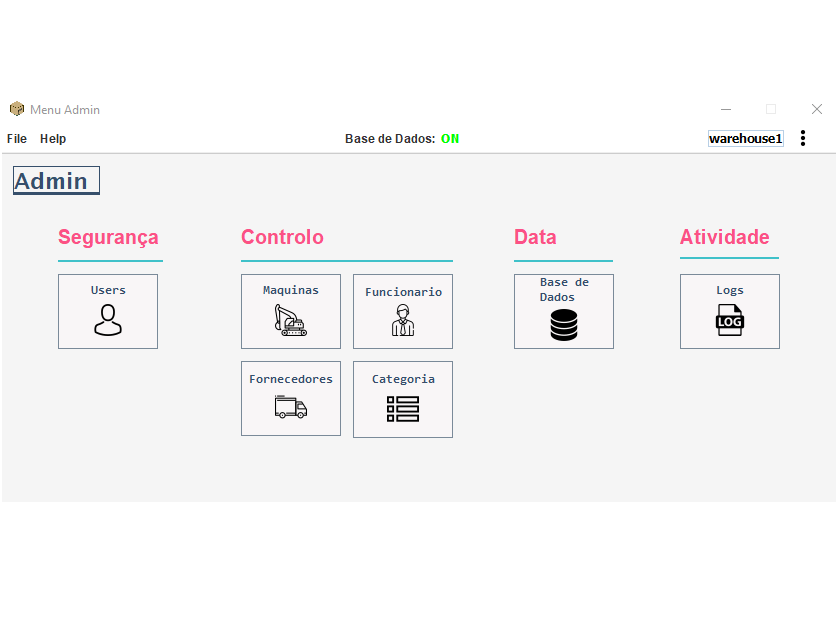 Menu Admin
File Help Base de Dados: ON warehouse1
Admin
Segurança Controlo Data Atividade
Users Maquinas Funcionario Base de
Dados Logs
LOG
Fornecedores Categoria